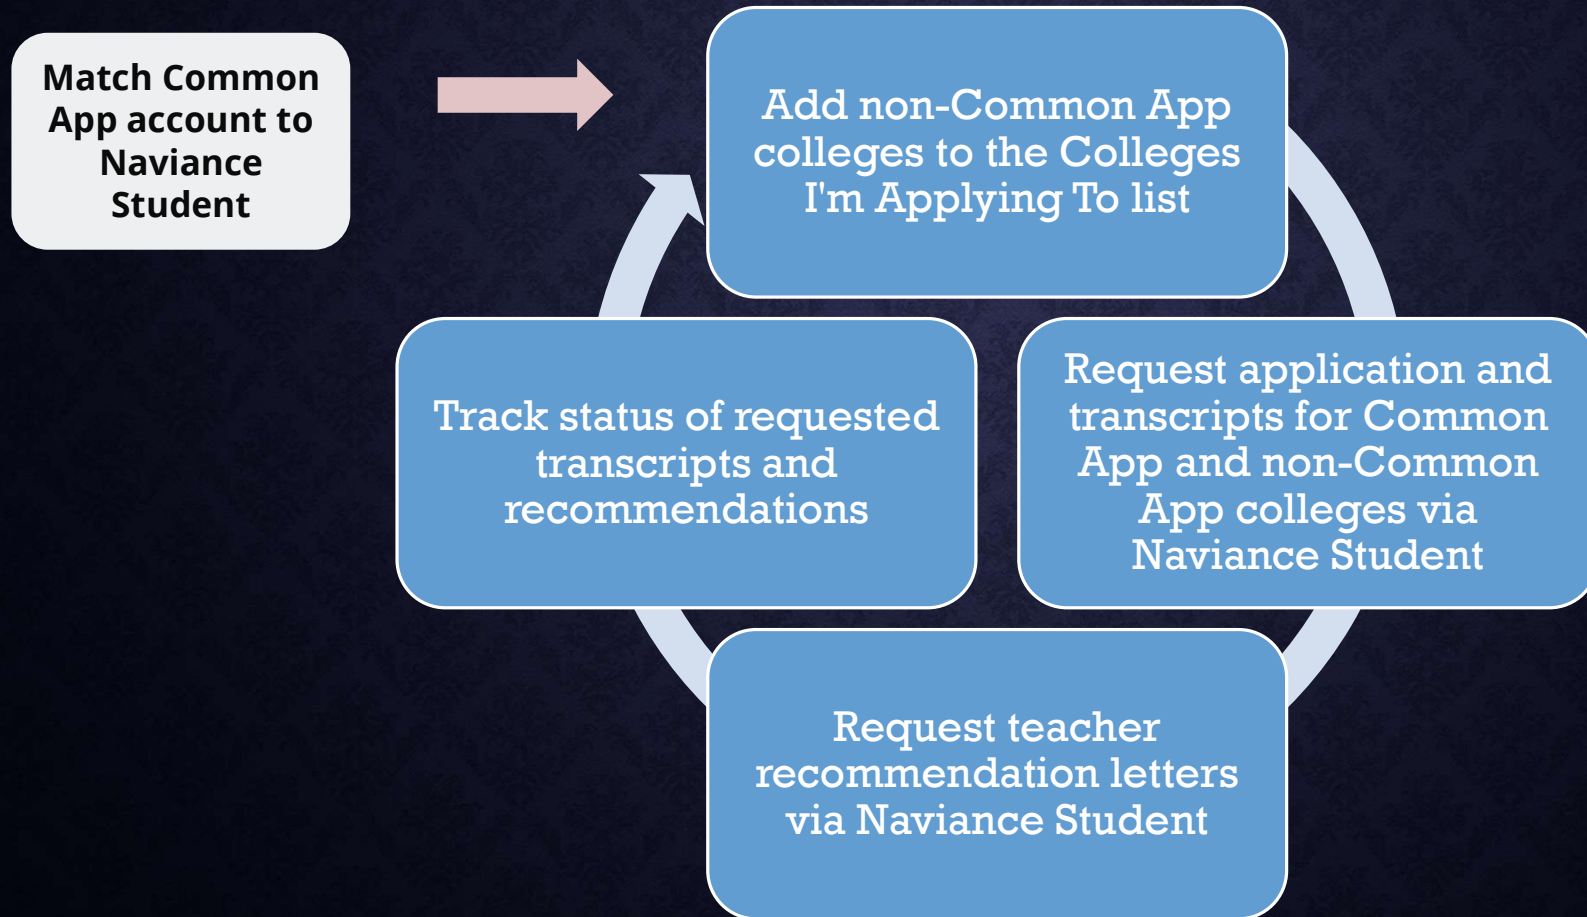 Match Common
App account to
Naviance
Student
Add non-Common App
colleges to the Colleges
I'm Applying To list
Request application and
transcripts for Common
App and non-Common
App colleges via
Naviance Student
Request teacher
recommendation letters
via Naviance Student
Track status of requested
transcripts and
recommendations